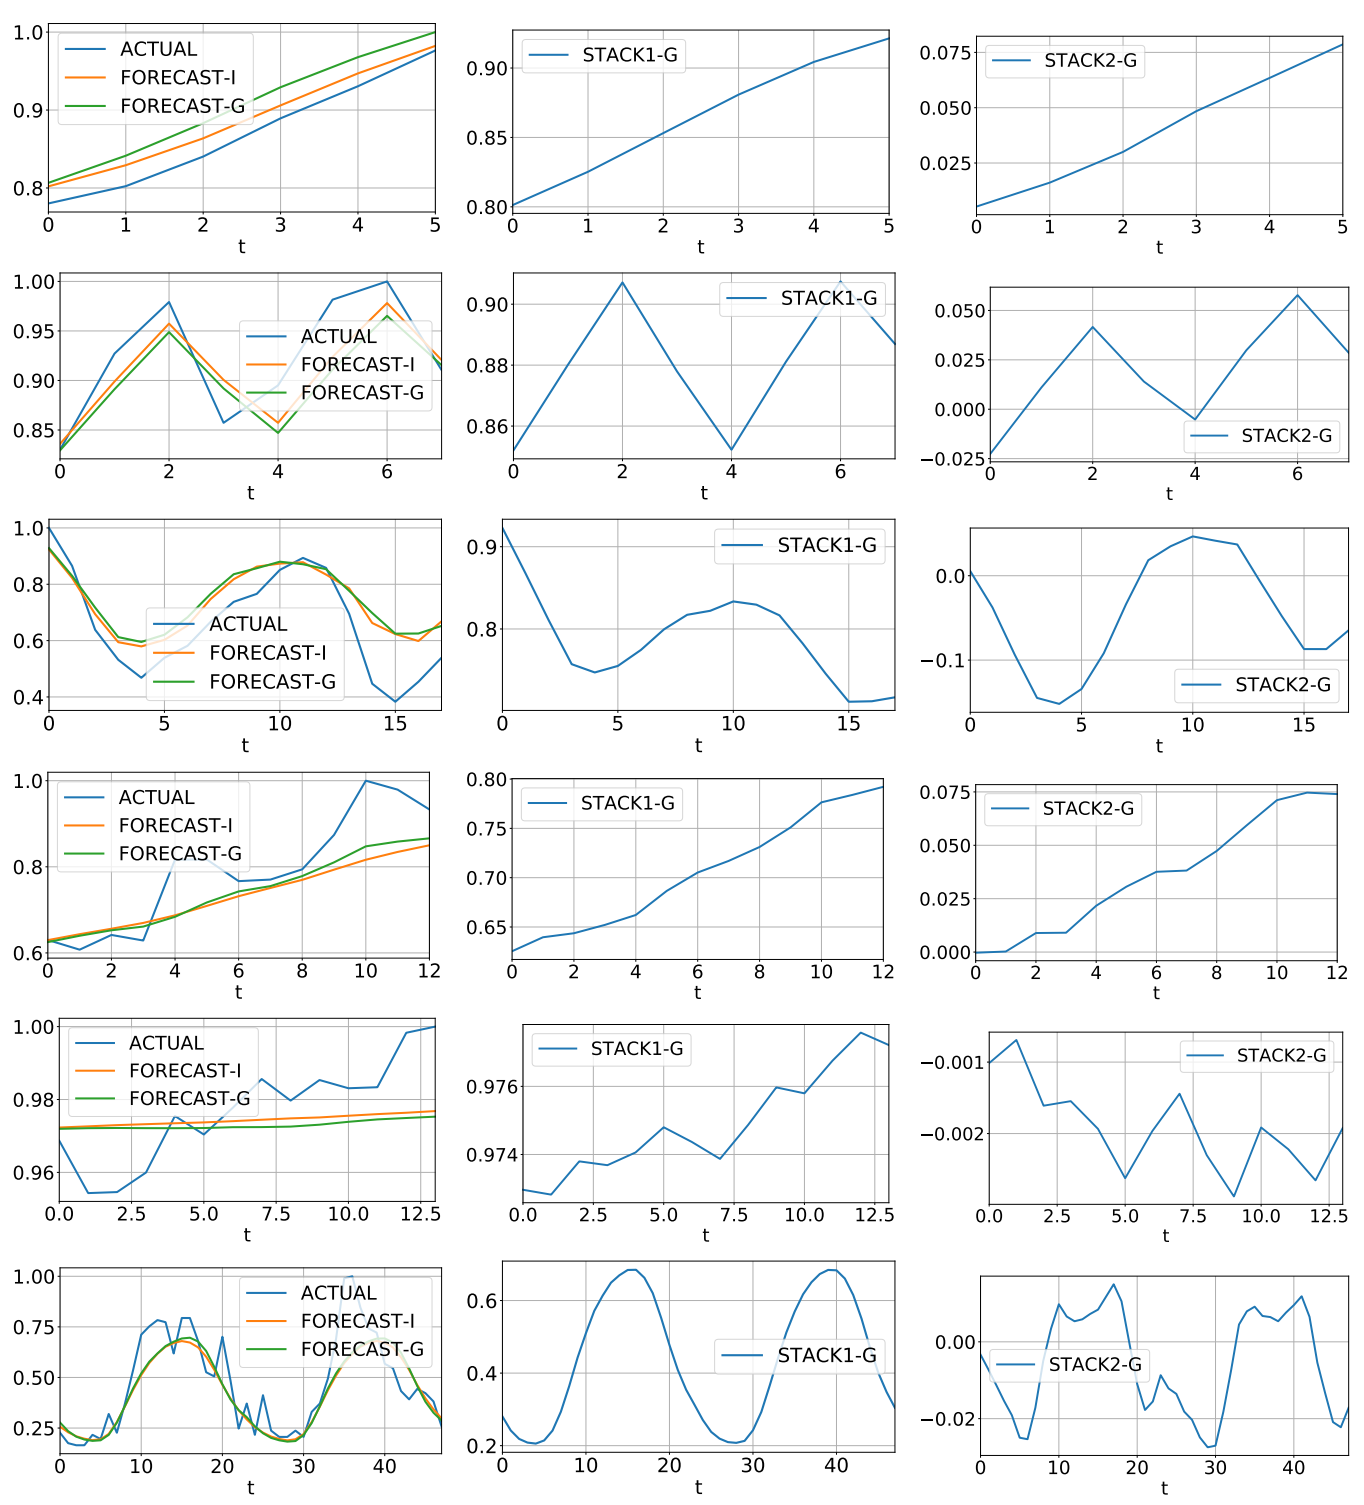 1.0
0.9
0.8
ACTUAL
FORECAST-I
FORECAST-G
0 1 2 3 4 5
t
0.90
0.85
0.80
STACK1-G
0 1 2 3 4 5
t
0.075
0.050
0.025
STACK2-G
0 1 2 3 4 5
t
1.00
0.95
0.90
0.85
ACTUAL
FORECAST-I
FORECAST-G
0 2 4 6
t
0.90
0.88
0.86
STACK1-G
0 2 4 6
t
0.050
0.025
0.000
−0.025
STACK2-G
0 2 4 6
t
1.0
0.8
0.6
0.4
ACTUAL
FORECAST-I
FORECAST-G
0 5 10 15
t
0.9
0.8
STACK1-G
0 5 10 15
t
0.0
−0.1
STACK2-G
0 5 10 15
t
1.0
0.8
0.6
ACTUAL
FORECAST-I
FORECAST-G
0 2 4 6 8 10 12
t
0.80
0.75
0.70
0.65
STACK1-G
0 2 4 6 8 10 12
t
0.075
0.050
0.025
0.000
STACK2-G
0 2 4 6 8 10 12
t
1.00
0.98
0.96
ACTUAL
FORECAST-I
FORECAST-G
0.0 2.5 5.0 7.5 10.0 12.5
t
0.976
0.974
STACK1-G
0.0 2.5 5.0 7.5 10.0 12.5
t
−0.001
−0.002
STACK2-G
0.0 2.5 5.0 7.5 10.0 12.5
t
1.00
0.75
0.50
0.25
ACTUAL
FORECAST-I
FORECAST-G
0 10 20 30 40
t
0.6
0.4
0.2
STACK1-G
0 10 20 30 40
t
0.00
−0.02
STACK2-G
0 10 20 30 40
t